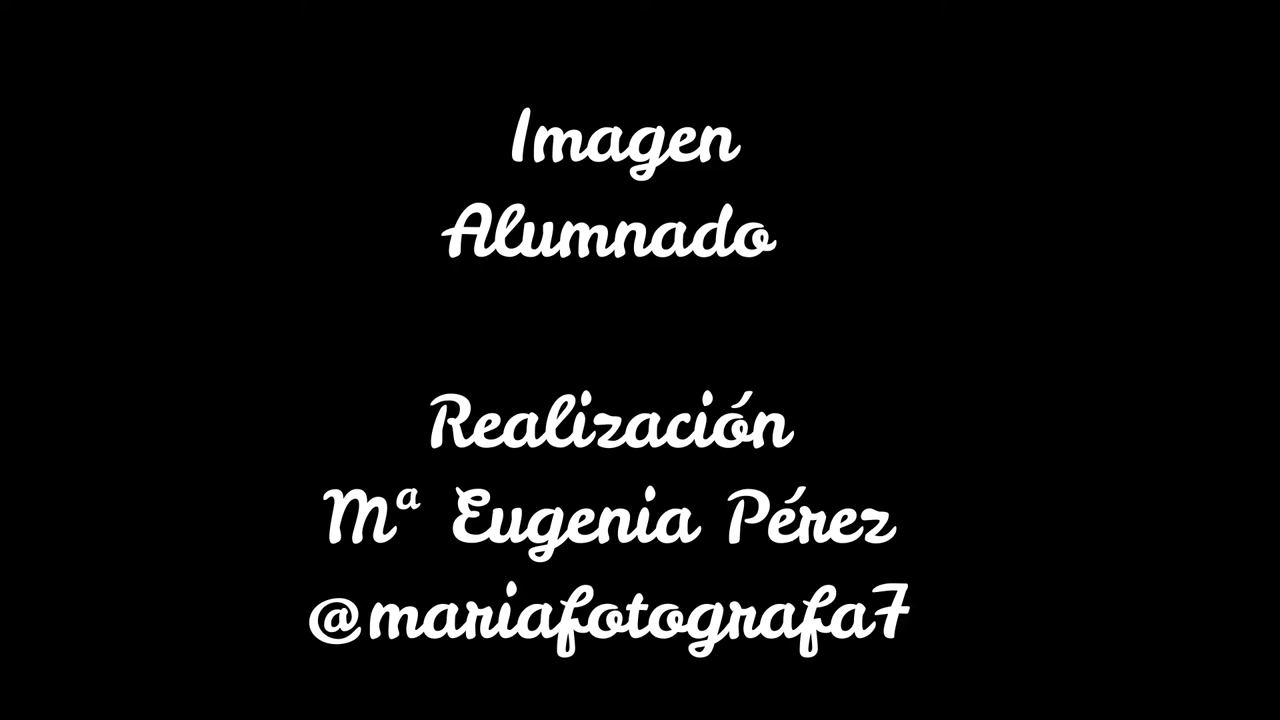 Imagen
Alumnado
Realización
Mª Eugenia Pérez
@mariafotografa7